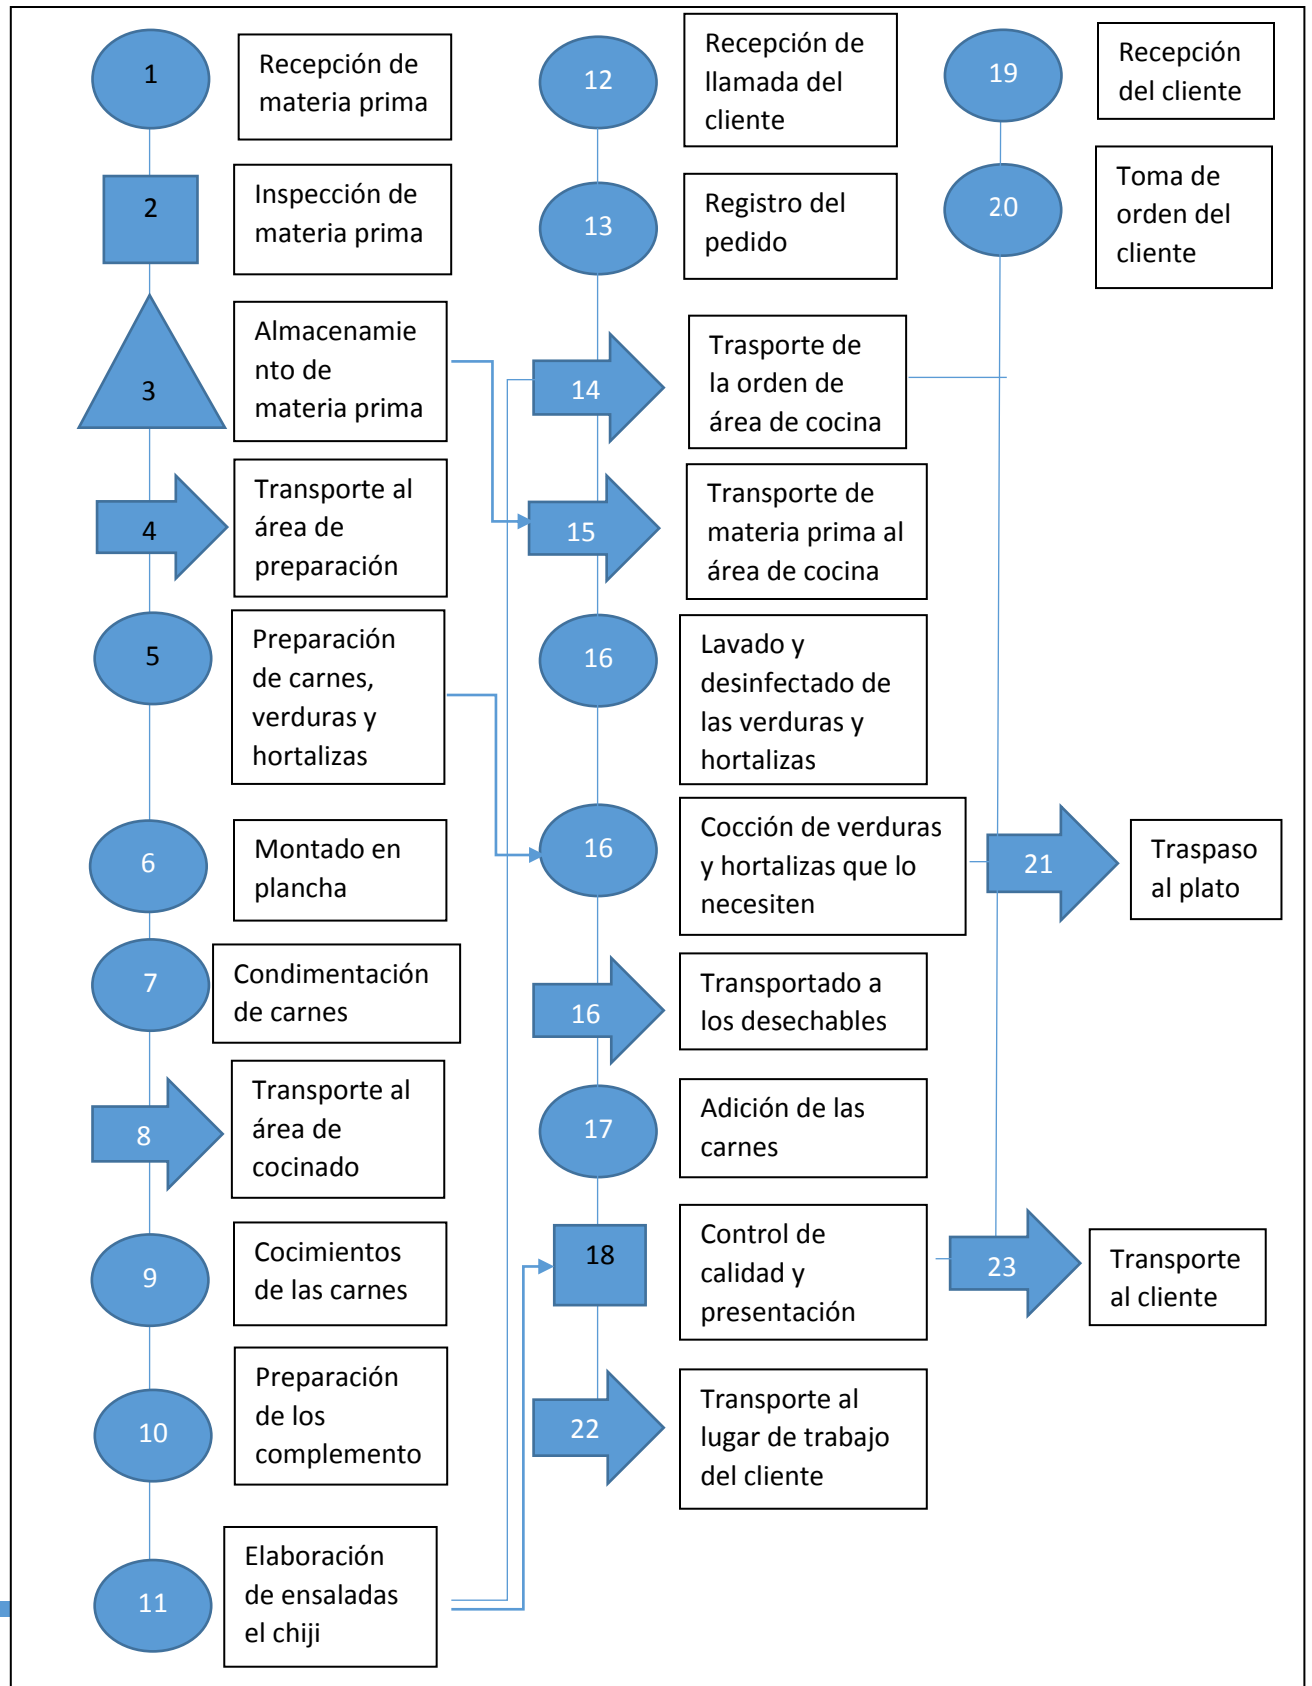 1
Recepción de
materia prima
2
Inspección de
materia prima
3
Almacenamie
nto de
materia prima
4
Transporte al
área de
preparación
5
Preparación
de carnes,
verduras y
hortalizas
6
Montado en
plancha
7
Condimentación
de carnes
8
Transporte al
área de
cocinado
9
Cocimientos
de las carnes
10
Preparación
de los
complemento
11
Elaboración
de ensaladas
el chiji
12
Recepción de
llamada del
cliente
13
Registro del
pedido
14
Trasporte de
la orden de
área de cocina
15
Transporte de
materia prima al
área de cocina
16
Lavado y
desinfectado de
las verduras y
hortalizas
16
Cocción de verduras
y hortalizas que lo
necesiten
16
Transportado a
los desechables
17
Adición de las
carnes
18
Control de
calidad y
presentación
22
Transporte al
lugar de trabajo
del cliente
19
Recepción
del cliente
20
Toma de
orden del
cliente
21
Traspaso
al plato
23
Transporte
al cliente